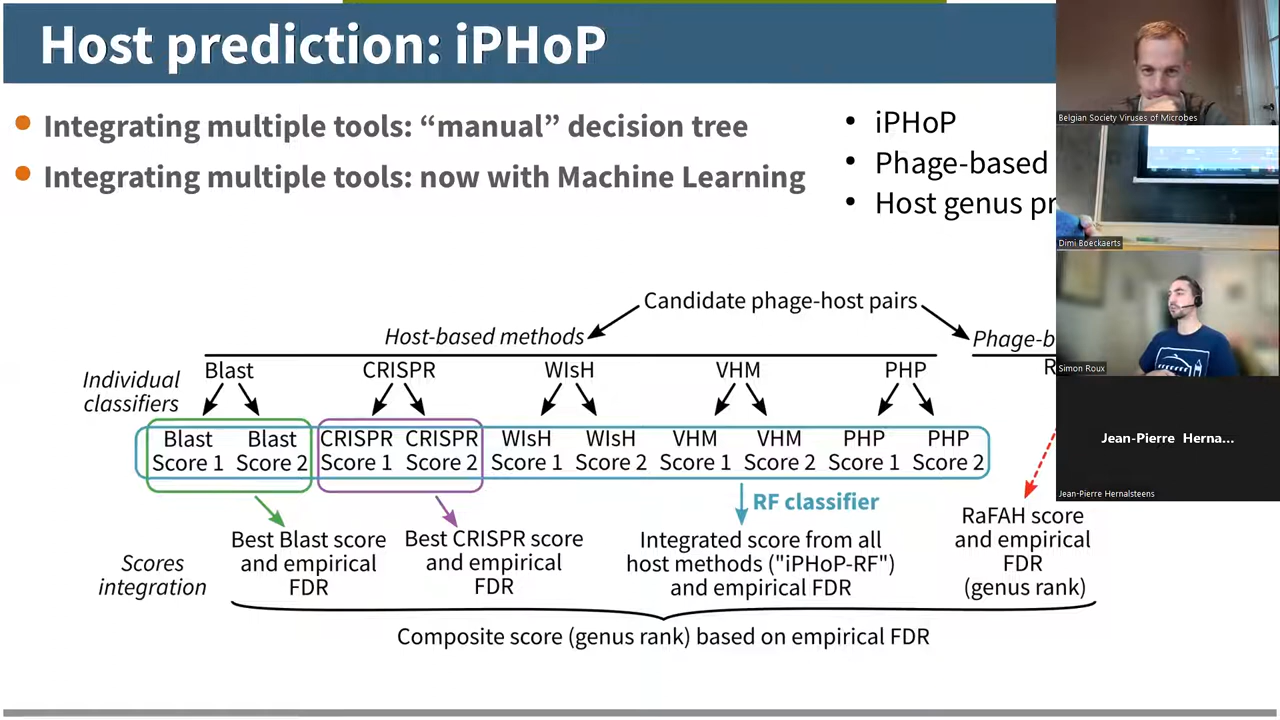 Host prediction: iPHoP
Integrating multiple tools: “manual” decision tree
Integrating multiple tools: now with Machine Learning
• iPHoP
• Phage-based
• Host genus pr
Candidate phage-host pairs
Host-based methods
Phage-b
Individual
classifiers
Blast
CRISPR
WIsH
VHM
PHP
R
Blast
Score 1
Blast
Score 2
CRISPR
Score 1
CRISPR
Score 2
WIsH
Score 1
WIsH
Score 2
VHM
Score 1
VHM
Score 2
PHP
Score 1
PHP
Score 2
RF classifier
Scores
integration
Best Blast score
and empirical
FDR
Best CRISPR score
and empirical
FDR
Integrated score from all
host methods ("iPHoP-RF")
and empirical FDR
RaFAH score
and empirical
FDR
(genus rank)
Composite score (genus rank) based on empirical FDR
Belgian Society Viruses of Microbes
Dimi Boeckaerts
Simon Roux
Jean-Pierre Herna...
Jean-Pierre Hernalsteens